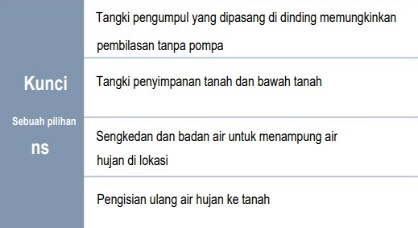 Kunci
Sebuah pilihan
ns
Tangki pengumpul yang dipasang di dinding memungkinkan
pembilasan tanpa pompa
Tangki penyimpanan tanah dan bawah tanah
Sengkedan dan badan air untuk menampung air
hujan di lokasi
Pengisian ulang air hujan ke tanah